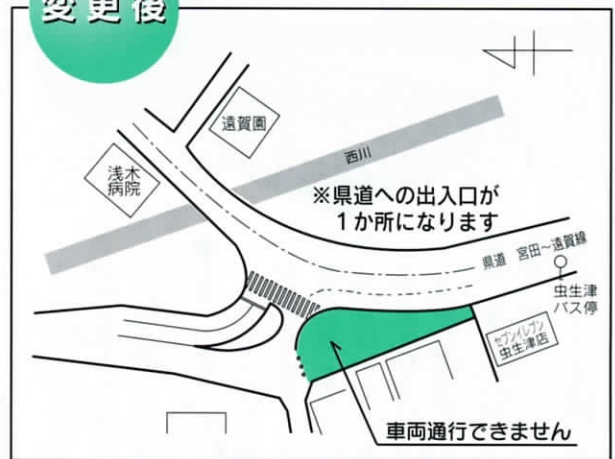 変更後
遠賀園
浅木
病院
西川
※県道への出入口が
1か所になります
県道 宮田~遠賀線
虫生津
バス停
セブンイレブン
虫生津店
車両通行できません